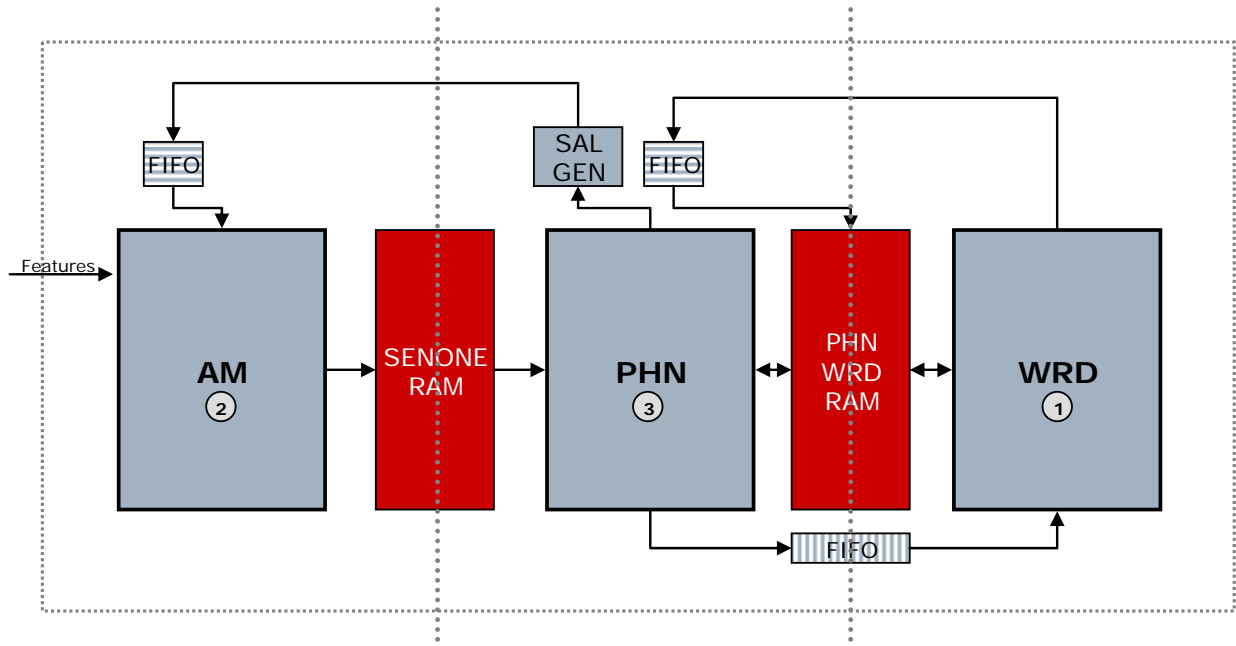 FIFO
SAL
GEN
FIFO
Features
AM
2
SENONE
RAM
PHN
3
PHN
WRD
RAM
WRD
1
FIFO